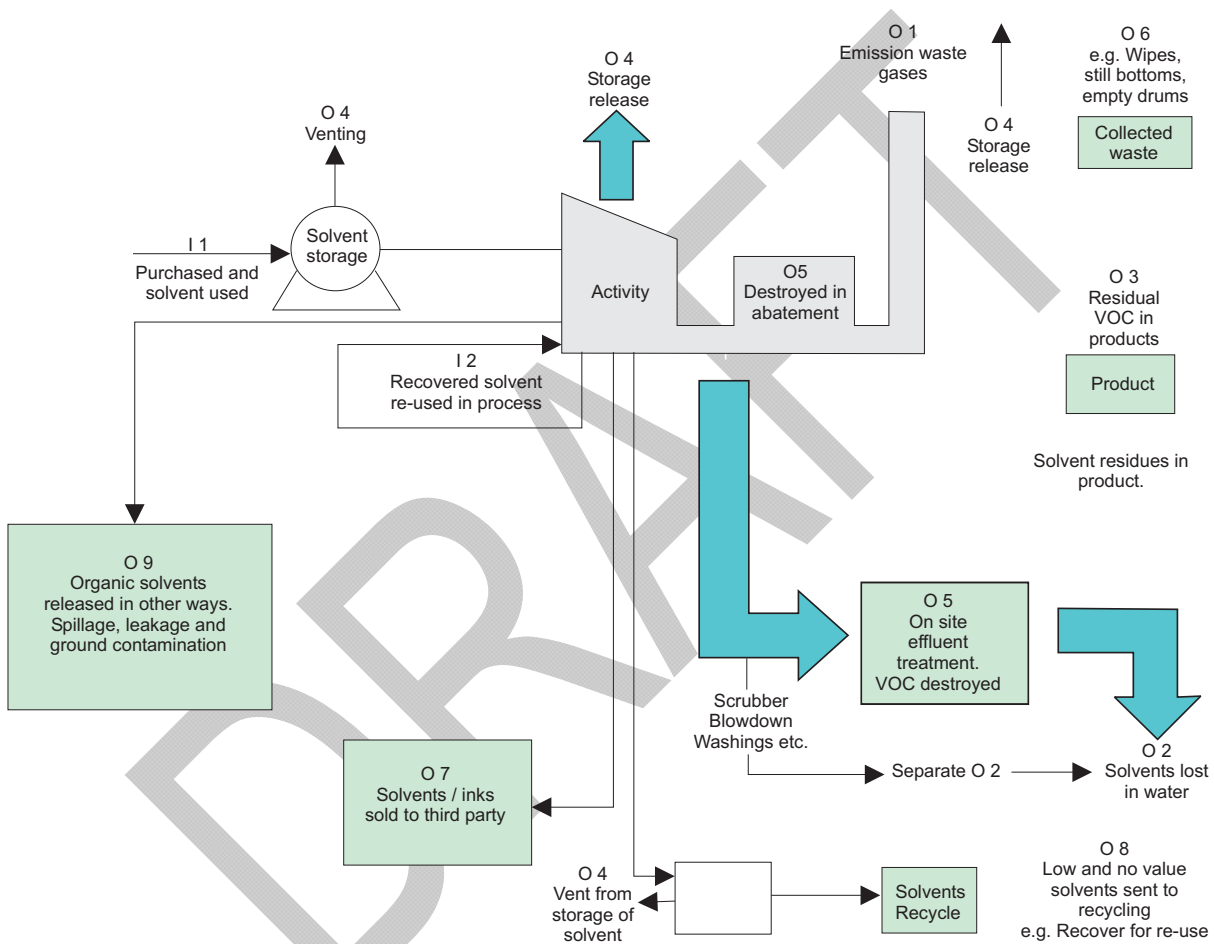 O 1
Emission waste
gases
O 6
e.g. Wipes,
still bottoms,
empty drums
O 4
Storage
release
O 4
Venting
O 4
Storage
release
Collected
waste
I 1
Purchased and
solvent used
Solvent
storage
Activity
O5
Destroyed in
abatement
O 3
Residual
VOC in
products
Product
I 2
Recovered solvent
re-used in process
Solvent residues in
product.
O 9
Organic solvents
released in other ways.
Spillage, leakage and
ground contamination
O 5
On site
effluent
treatment.
VOC destroyed
Scrubber
Blowdown
Washings etc.
Separate O 2
O 2
Solvents lost
in water
O 7
Solvents / inks
sold to third party
O 4
Vent from
storage of
solvent
Solvents
Recycle
O 8
Low and no value
solvents sent to
recycling
e.g. Recover for re-use
DRAFT